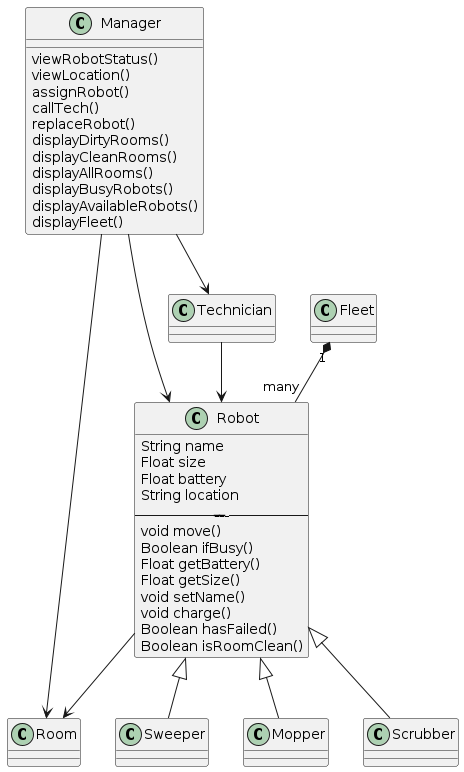 C Manager
viewRobotStatus()
viewLocation()
assignRobot()
callTech()
replaceRobot()
displayDirtyRooms()
displayCleanRooms()
displayAllRooms()
displayBusyRobots()
displayAvailableRobots()
displayFleet()
C Technician
C Fleet
1
many
C Robot
String name
Float size
Float battery
String location
void move()
Boolean ifBusy()
Float getBattery()
Float getSize()
void setName()
void charge()
Boolean hasFailed()
Boolean isRoomClean()
C Room
C Sweeper
C Mopper
C Scrubber